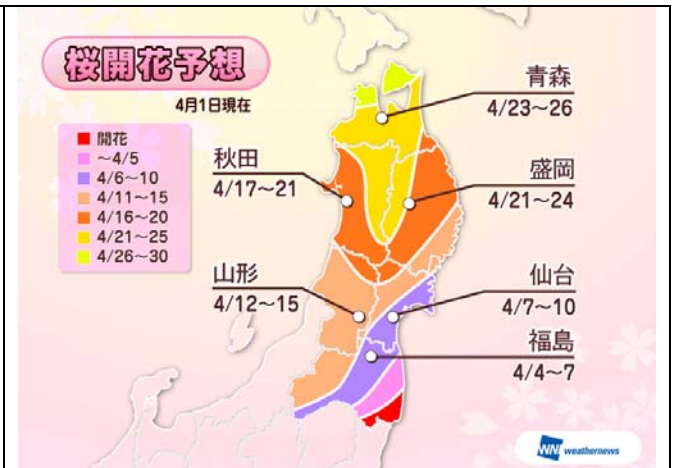 桜開花予想
4月1日現在
開花
～4/5
4/6～10
4/11～15
4/16～20
4/21～25
4/26～30
青森
4/23～26
秋田
4/17～21
盛岡
4/21～24
山形
4/12～15
仙台
4/7～10
福島
4/4～7
WNI weathernews